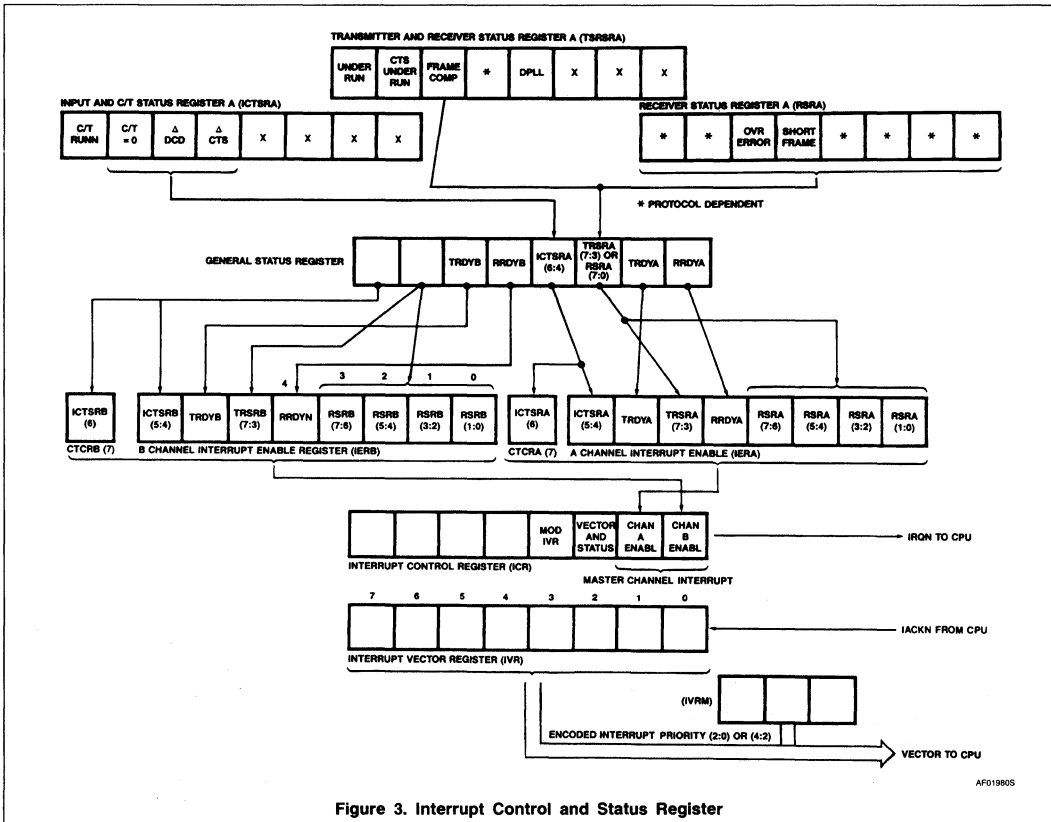 TRANSMITTER AND RECEIVER STATUS REGISTER A (TSRSRA)
UNDER RUN
CTS UNDER RUN
FRAME COMP
*
DPLL
X
X
X
INPUT AND C/T STATUS REGISTER A (ICTSRA)
C/T RUNN
C/T = 0
Δ DCD
Δ CTS
X
X
X
X
RECEIVER STATUS REGISTER A (RSRA)
*
*
OVR ERROR
SHORT FRAME
*
*
*
*
* PROTOCOL DEPENDENT
GENERAL STATUS REGISTER
TRDYB
RRDYB
ICTSRA (6:4)
TRSRA (7:3) OR RSRA (7:0)
TRDYA
RRDYA
4
3
2
1
0
ICTSRB (6)
ICTSRB (5:4)
TRDYB
TRSRB (7:3)
RRDYN
RSRB (7:6)
RSRB (5:4)
RSRB (3:2)
RSRB (1:0)
CTCRB (7)
B CHANNEL INTERRUPT ENABLE REGISTER (IERB)
ICTSRA (6)
ICTSRA (5:4)
TRDYA
TRSRA (7:3)
RRDYA
RSRA (7:6)
RSRA (5:4)
RSRA (3:2)
RSRA (1:0)
CTCRA (7)
A CHANNEL INTERRUPT ENABLE (IERA)
MOD IVR
VECTOR AND STATUS
CHAN A ENABL
CHAN B ENABL
IRQN TO CPU
INTERRUPT CONTROL REGISTER (ICR)
MASTER CHANNEL INTERRUPT
7
6
5
4
3
2
1
0
IACKN FROM CPU
INTERRUPT VECTOR REGISTER (IVR)
(IVRM)
ENCODED INTERRUPT PRIORITY (2:0) OR (4:2)
VECTOR TO CPU
AF01980S
Figure 3. Interrupt Control and Status Register